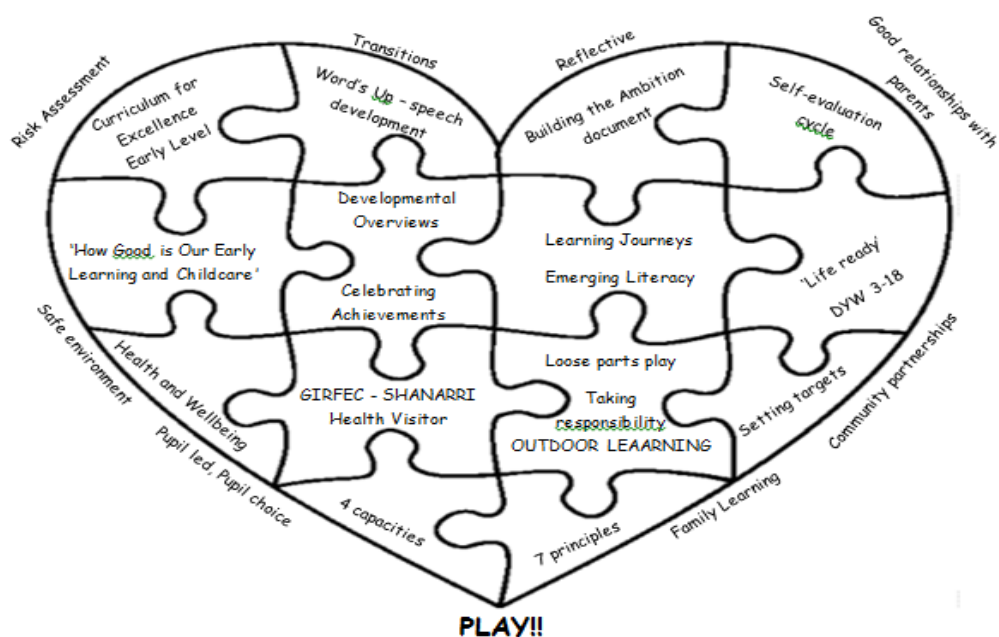 Risk Assessment
Transitions
Reflective
Good relationships with
parents
Curriculum for
Excellence
Early Level
Word's Up - speech
development
Building the Ambition
document
Self-evaluation
cycle
'How Good is Our Early
Learning and Childcare'
Developmental
Overviews
Celebrating
Achievements
Learning Journeys
Emerging Literacy
'Life ready'
DYW 3-18
Safe environment
Health and Wellbeing
GIRFEC - SHANARRI
Health Visitor
Loose parts play
Taking
responsibility
OUTDOOR LEAARNING
Setting targets
Community partnerships
Pupil led, Pupil choice
4 capacities
7 principles
Family Learning
PLAY!!